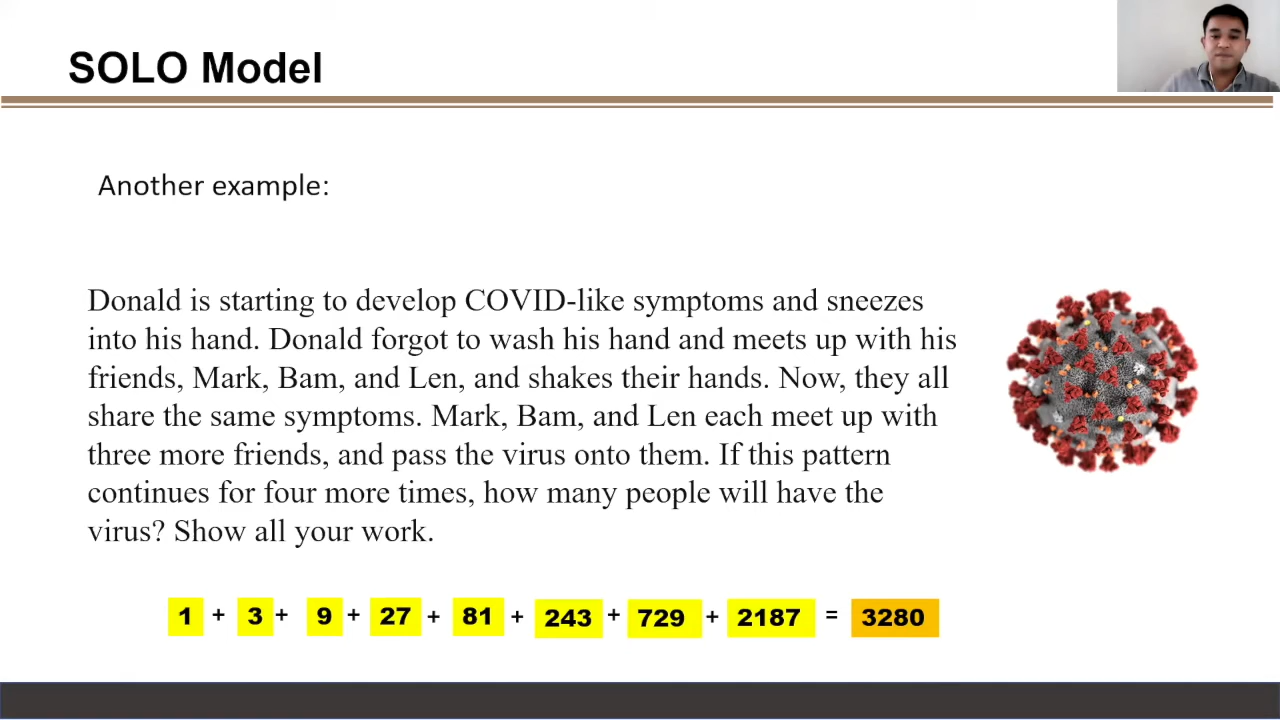 SOLO Model
Another example:
Donald is starting to develop COVID-like symptoms and sneezes
into his hand. Donald forgot to wash his hand and meets up with his
friends, Mark, Bam, and Len, and shakes their hands. Now, they all
share the same symptoms. Mark, Bam, and Len each meet up with
three more friends, and pass the virus onto them. If this pattern
continues for four more times, how many people will have the
virus? Show all your work.
1 + 3 + 9 + 27 + 81 + 243 + 729 + 2187 = 3280